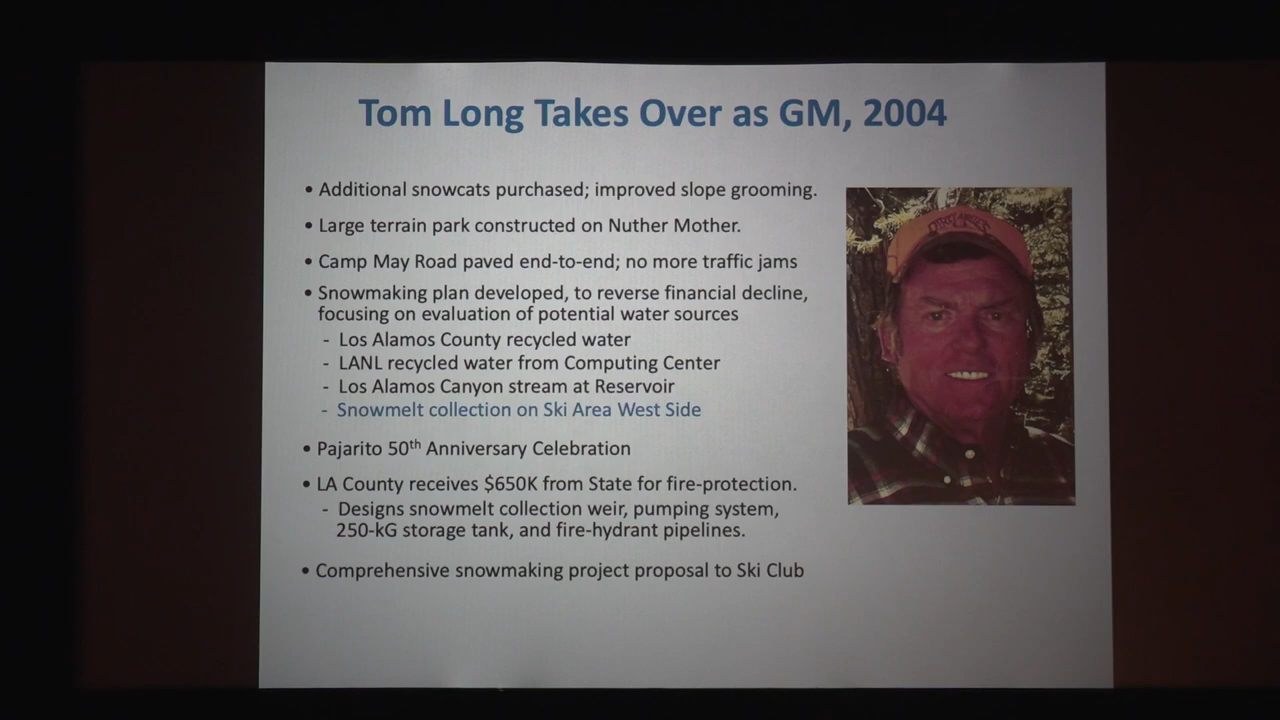 Tom Long Takes Over as GM, 2004
• Additional snowcats purchased; improved slope grooming.
• Large terrain park constructed on Nuther Mother.
• Camp May Road paved end-to-end; no more traffic jams
• Snowmaking plan developed, to reverse financial decline,
focusing on evaluation of potential water sources
- Los Alamos County recycled water
- LANL recycled water from Computing Center
- Los Alamos Canyon stream at Reservoir
- Snowmelt collection on Ski Area West Side
• Pajarito 50th Anniversary Celebration
• LA County receives $650K from State for fire-protection.
- Designs snowmelt collection weir, pumping system,
250-kG storage tank, and fire-hydrant pipelines.
• Comprehensive snowmaking project proposal to Ski Club